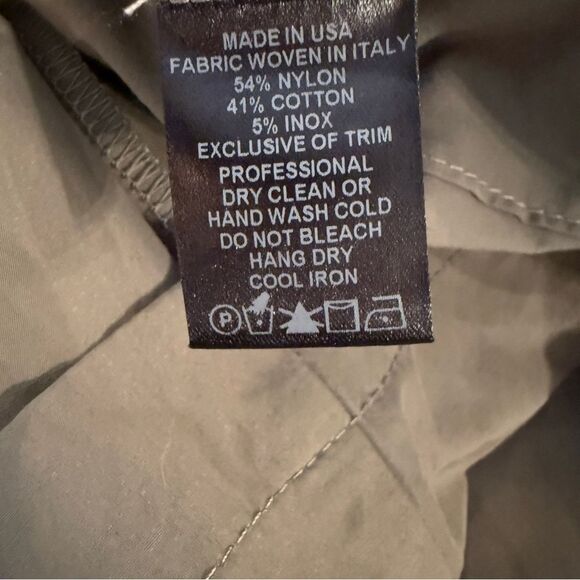 MADE IN USA
FABRIC WOVEN IN ITALY
54% NYLON
41% COTTON
5% INOX
EXCLUSIVE OF TRIM
PROFESSIONAL
DRY CLEAN OR
HAND WASH COLD
DO NOT BLEACH
HANG DRY
COOL IRON
P